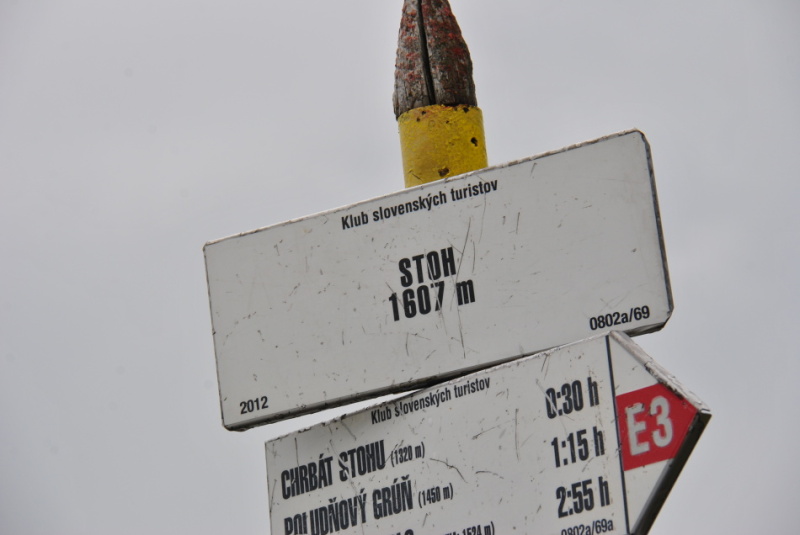 Klub slovenských turistov
STOH
1607 m
0802a/69
2012
Klub slovenských turistov
CHRBÁT STOHU (1320 m) 0:30 h
POLUDŇOVÝ GRÚŇ (1450 m) 1:15 h
1524 m) 2:55 h
0802a/69a
E3